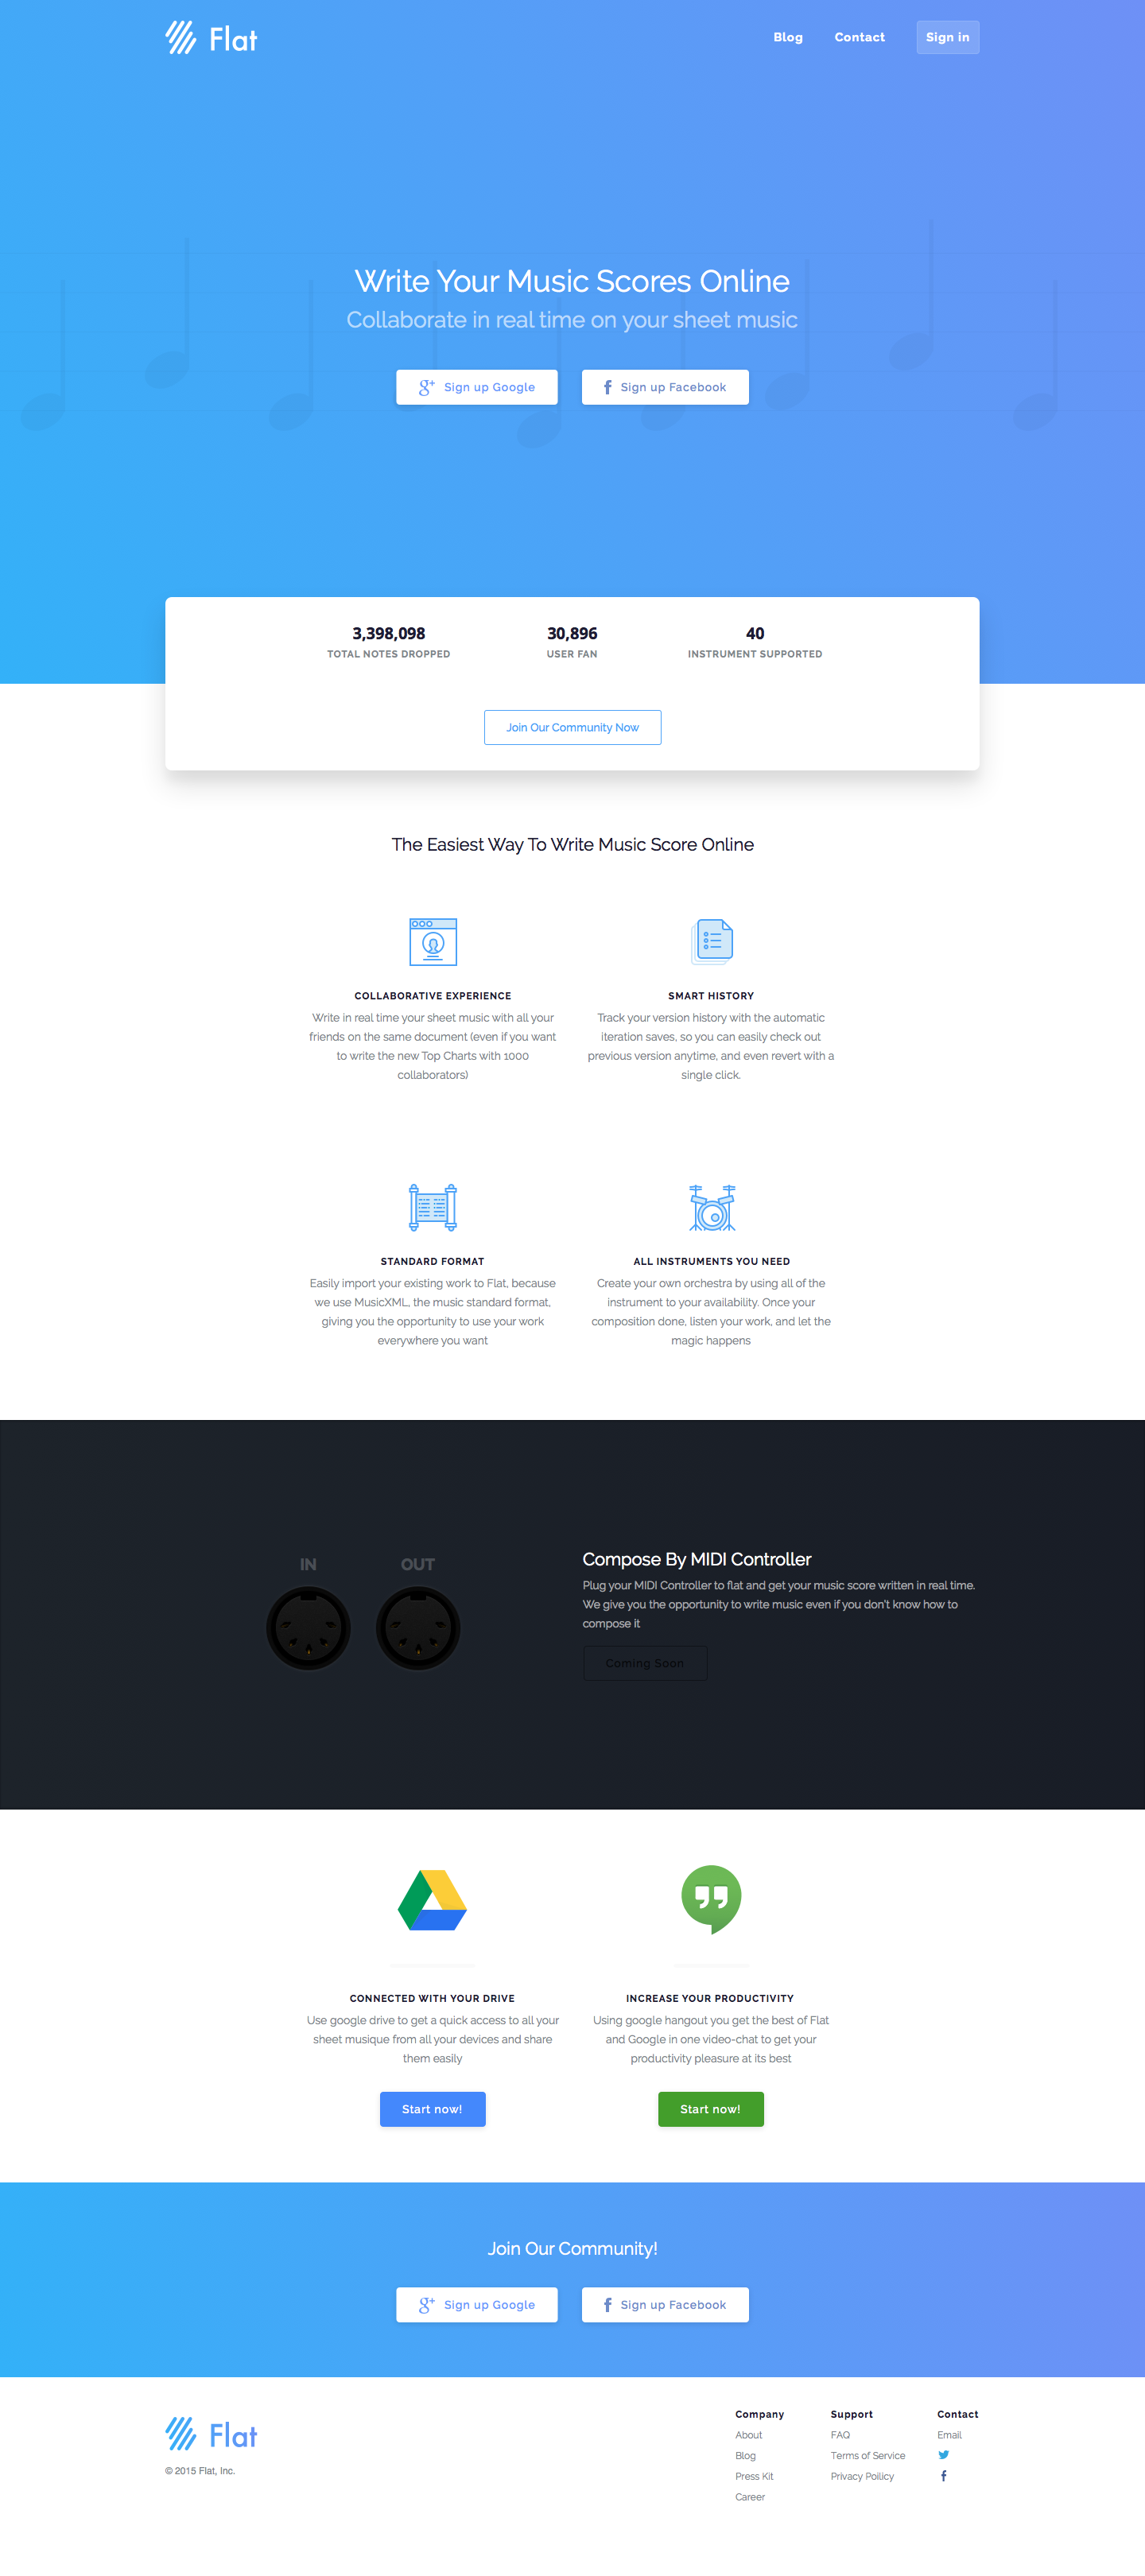 Flat
Blog Contact Sign in
Write Your Music Scores Online
Collaborate in real time on your sheet music
g+ Sign up Google
f Sign up Facebook
3,398,098 30,896 40
TOTAL NOTES DROPPED USER FAN INSTRUMENT SUPPORTED
Join Our Community Now
The Easiest Way To Write Music Score Online
COLLABORATIVE EXPERIENCE
Write in real time your sheet music with all your
friends on the same document (even if you want
to write the new Top Charts with 1000
collaborators)
SMART HISTORY
Track your version history with the automatic
iteration saves, so you can easily check out
previous version anytime, and even revert with a
single click.
STANDARD FORMAT
Easily import your existing work to Flat, because
we use MusicXML, the music standard format,
giving you the opportunity to use your work
everywhere you want
ALL INSTRUMENTS YOU NEED
Create your own orchestra by using all of the
instrument to your availability. Once your
composition done, listen your work, and let the
magic happens
IN OUT
Compose By MIDI Controller
Plug your MIDI Controller to flat and get your music score written in real time.
We give you the opportunity to write music even if you don't know how to
compose it
Coming Soon
CONNECTED WITH YOUR DRIVE
Use google drive to get a quick access to all your
sheet musique from all your devices and share
them easily
Start now!
INCREASE YOUR PRODUCTIVITY
Using google hangout you get the best of Flat
and Google in one video-chat to get your
productivity pleasure at its best
Start now!
Join Our Community!
g+ Sign up Google
f Sign up Facebook
Flat
© 2015 Flat, Inc.
Company
About
Blog
Press Kit
Career
Support
FAQ
Terms of Service
Privacy Poilicy
Contact
Email
f